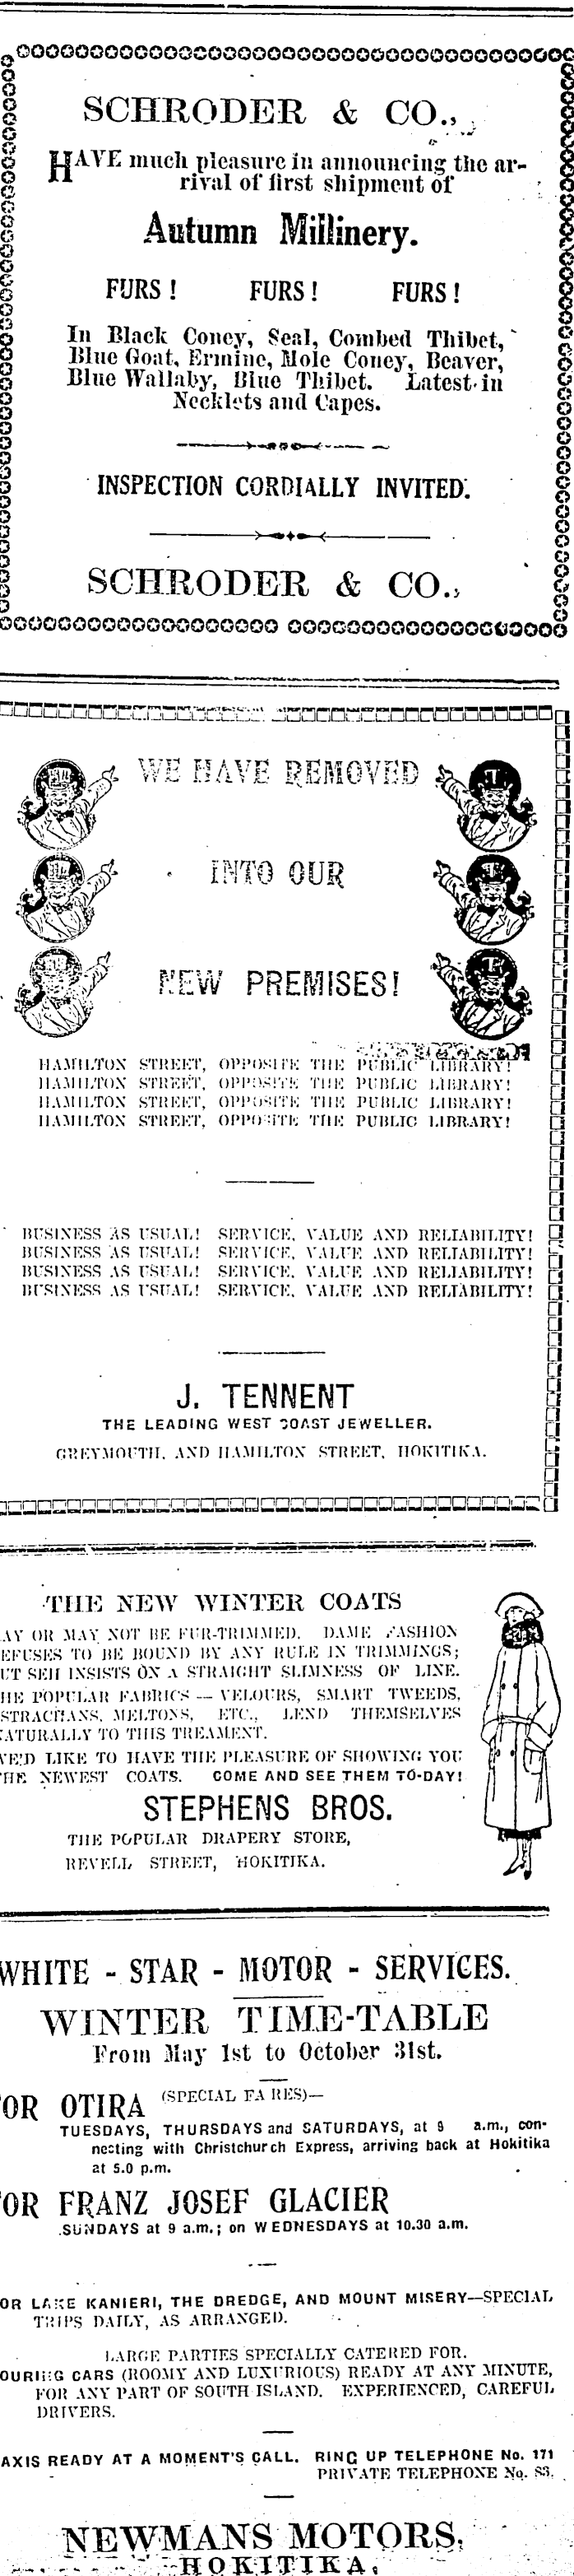 SCHRODER & CO.,
HAVE much pleasure in announcing the ar-
rival of first shipment of
Autumn Millinery.
FURS! FURS! FURS!
In Black Coney, Seal, Combed Thibet,
Blue Goat, Ermine, Mole Coney, Beaver,
Blue Wallaby, Blue Thibet. Latest in
Necklets and Capes.
INSPECTION CORDIALLY INVITED.
SCHRODER & CO.,
WE HAVE REMOVED
INTO OUR
NEW PREMISES!
HAMILTON STREET, OPPOSITE THE PUBLIC LIBRARY!
HAMILTON STREET, OPPOSITE THE PUBLIC LIBRARY!
HAMILTON STREET, OPPOSITE THE PUBLIC LIBRARY!
HAMILTON STREET, OPPOSITE THE PUBLIC LIBRARY!
BUSINESS AS USUAL! SERVICE, VALUE AND RELIABILITY!
BUSINESS AS USUAL! SERVICE, VALUE AND RELIABILITY!
BUSINESS AS USUAL! SERVICE, VALUE AND RELIABILITY!
BUSINESS AS USUAL! SERVICE, VALUE AND RELIABILITY!
J. TENNENT
THE LEADING WEST COAST JEWELLER.
GREYMOUTH, AND HAMILTON STREET, HOKITIKA.
THE NEW WINTER COATS
AY OR MAY NOT BE FUR-TRIMMED. DAME FASHION
EFUSES TO BE BOUND BY ANY RULE IN TRIMMINGS;
UT SEH INSISTS ON A STRAIGHT SLIMNESS OF LINE.
HE POPULAR FABRICS — VELOURS, SMART TWEEDS,
STRACHANS, MELTONS, ETC., LEND THEMSELVES
NATURALLY TO THIS TREAMENT.
VE'D LIKE TO HAVE THE PLEASURE OF SHOWING YOU
THE NEWEST COATS. COME AND SEE THEM TO-DAY!
STEPHENS BROS.
THE POPULAR DRAPERY STORE,
REVELL STREET, HOKITIKA.
WHITE - STAR - MOTOR - SERVICES.
WINTER TIME-TABLE
From May 1st to October 31st.
OR OTIRA (SPECIAL FARES)—
TUESDAYS, THURSDAYS and SATURDAYS, at 9 a.m., con-
necting with Christchurch Express, arriving back at Hokitika
at 5.0 p.m.
OR FRANZ JOSEF GLACIER
SUNDAYS at 9 a.m.; on WEDNESDAYS at 10.30 a.m.
OR LAKE KANIERI, THE DREDGE, AND MOUNT MISERY—SPECIAL
TRIPS DAILY, AS ARRANGED.
LARGE PARTIES SPECIALLY CATERED FOR.
OURING CARS (ROOMY AND LUXURIOUS) READY AT ANY MINUTE,
FOR ANY PART OF SOUTH ISLAND. EXPERIENCED, CAREFUL
DRIVERS.
AXIS READY AT A MOMENT'S CALL. RING UP TELEPHONE No. 171
PRIVATE TELEPHONE No. 83.
NEWMANS MOTORS,
HOKITIKA,